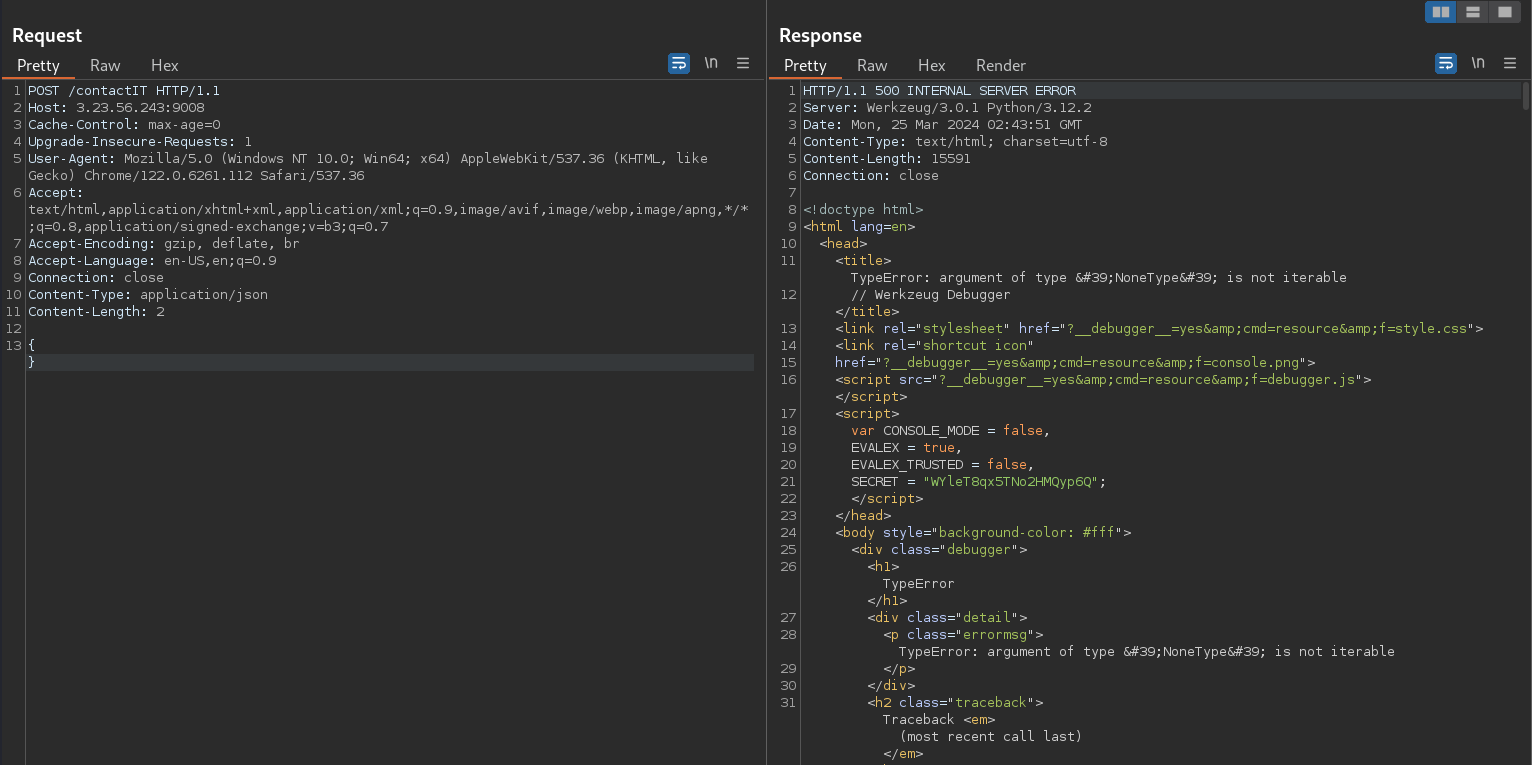 Request
Pretty Raw Hex \n
1 POST /contactIT HTTP/1.1
2 Host: 3.23.56.243:9008
3 Cache-Control: max-age=0
4 Upgrade-Insecure-Requests: 1
5 User-Agent: Mozilla/5.0 (Windows NT 10.0; Win64; x64) AppleWebKit/537.36 (KHTML, like
Gecko) Chrome/122.0.6261.112 Safari/537.36
6 Accept:
text/html,application/xhtml+xml,application/xml;q=0.9,image/avif,image/webp,image/apng,*/*
;q=0.8,application/signed-exchange;v=b3;q=0.7
7 Accept-Encoding: gzip, deflate, br
8 Accept-Language: en-US,en;q=0.9
9 Connection: close
10 Content-Type: application/json
11 Content-Length: 2
12
13 {
}
Response
Pretty Raw Hex Render \n
1 HTTP/1.1 500 INTERNAL SERVER ERROR
2 Server: Werkzeug/3.0.1 Python/3.12.2
3 Date: Mon, 25 Mar 2024 02:43:51 GMT
4 Content-Type: text/html; charset=utf-8
5 Content-Length: 15591
6 Connection: close
7
8 <!doctype html>
9 <html lang=en>
10 <head>
11 <title>
TypeError: argument of type &#39;NoneType&#39; is not iterable
12 // Werkzeug Debugger
</title>
13 <link rel="stylesheet" href="?__debugger__=yes&amp;cmd=resource&amp;f=style.css">
14 <link rel="shortcut icon"
15 href="?__debugger__=yes&amp;cmd=resource&amp;f=console.png">
16 <script src="?__debugger__=yes&amp;cmd=resource&amp;f=debugger.js">
</script>
17 <script>
18 var CONSOLE_MODE = false,
19 EVALEX = true,
20 EVALEX_TRUSTED = false,
21 SECRET = "WYleT8qx5TNo2HMQyp6Q";
22 </script>
23 </head>
24 <body style="background-color: #fff">
25 <div class="debugger">
26 <h1>
TypeError
</h1>
27 <div class="detail">
28 <p class="errormsg">
TypeError: argument of type &#39;NoneType&#39; is not iterable
29 </p>
30 </div>
31 <h2 class="traceback">
Traceback <em>
(most recent call last)
</em>